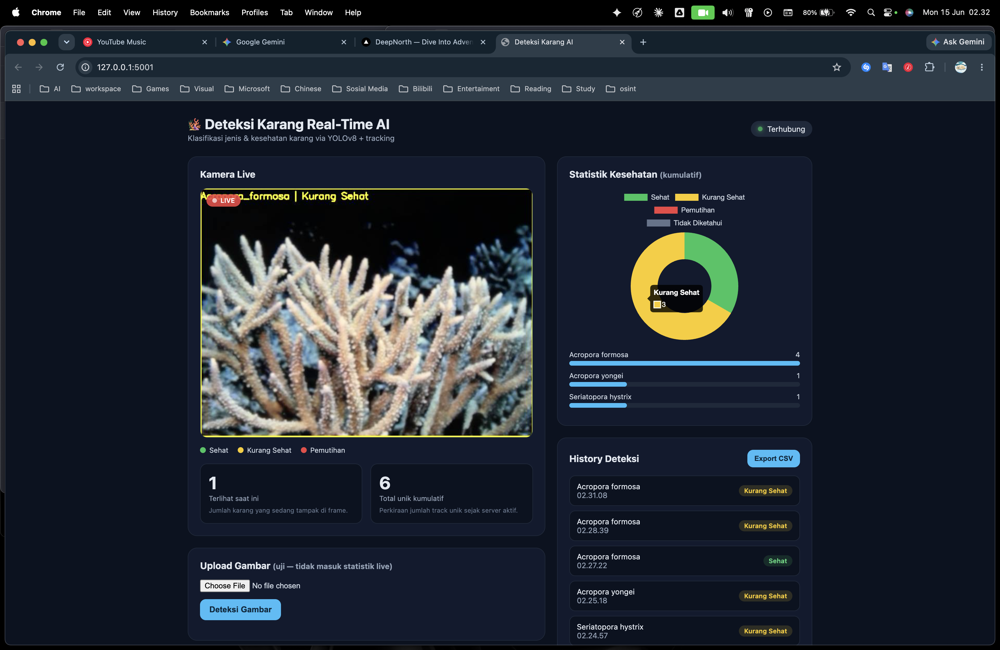 Chrome File Edit View History Bookmarks Profiles Tab Window Help 80% Mon 15 Jun 02.32
YouTube Music Google Gemini DeepNorth — Dive Into Adven Deteksi Karang AI Ask Gemini
127.0.0.1:5001
AI workspace Games Visual Microsoft Chinese Sosial Media Bilibili Entertaiment Reading Study osint
Deteksi Karang Real-Time AI
Klasifikasi jenis & kesehatan karang via YOLOv8 + tracking
Terhubung
Kamera Live
Acropora_formosa | Kurang Sehat
LIVE
Sehat Kurang Sehat Pemutihan
1
Terlihat saat ini
Jumlah karang yang sedang tampak di frame.
6
Total unik kumulatif
Perkiraan jumlah track unik sejak server aktif.
Upload Gambar (uji — tidak masuk statistik live)
Choose File No file chosen
Deteksi Gambar
Statistik Kesehatan (kumulatif)
Sehat Kurang Sehat
Pemutihan
Tidak Diketahui
Kurang Sehat
3
Acropora formosa 4
Acropora yongei 1
Seriatopora hystrix 1
History Deteksi Export CSV
Acropora formosa
02.31.08
Kurang Sehat
Acropora formosa
02.28.39
Kurang Sehat
Acropora formosa
02.27.22
Sehat
Acropora yongei
02.25.18
Kurang Sehat
Seriatopora hystrix
02.24.57
Kurang Sehat